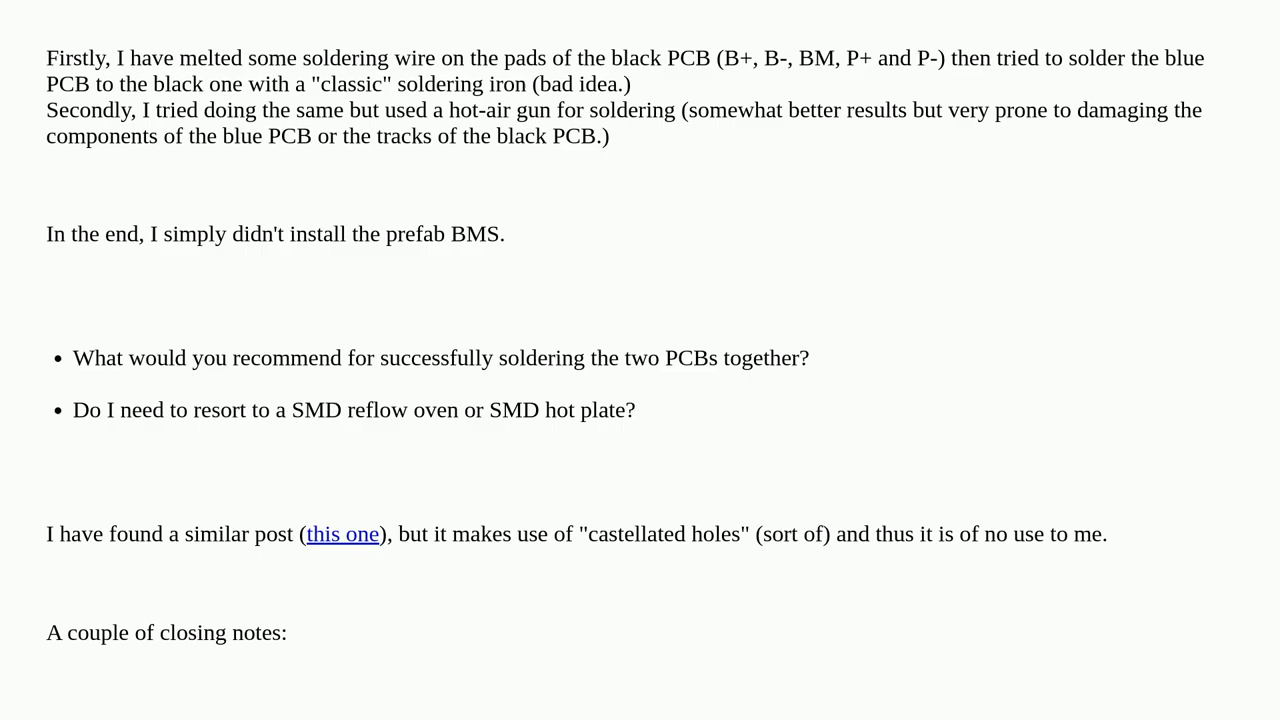 Firstly, I have melted some soldering wire on the pads of the black PCB (B+, B-, BM, P+ and P-) then tried to solder the blue
PCB to the black one with a "classic" soldering iron (bad idea.)
Secondly, I tried doing the same but used a hot-air gun for soldering (somewhat better results but very prone to damaging the
components of the blue PCB or the tracks of the black PCB.)
In the end, I simply didn't install the prefab BMS.
• What would you recommend for successfully soldering the two PCBs together?
• Do I need to resort to a SMD reflow oven or SMD hot plate?
I have found a similar post (this one), but it makes use of "castellated holes" (sort of) and thus it is of no use to me.
A couple of closing notes: